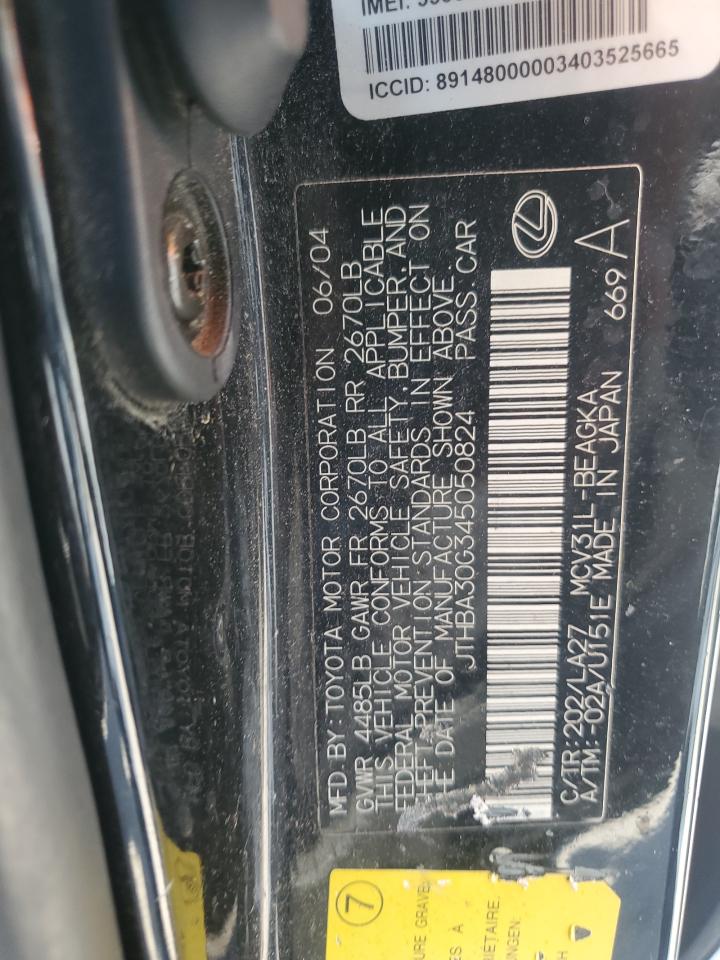 ICCID: 89148000003403525665
MFD. BY: TOYOTA MOTOR CORPORATION 06/04
GVWR 4485LB GAWR FR 2670LB RR 2670LB
THIS VEHICLE CONFORMS TO ALL APPLICABLE
FEDERAL MOTOR VEHICLE SAFETY, BUMPER, AND
THEFT PREVENTION STANDARDS IN EFFECT ON
THE DATE OF MANUFACTURE SHOWN ABOVE.
JTHBA30G345050824 PASS. CAR
C/TR: 202/LA27 MCV31L-BEAGKA
A/TM: -02A/U151E MADE IN JAPAN 669 A
7